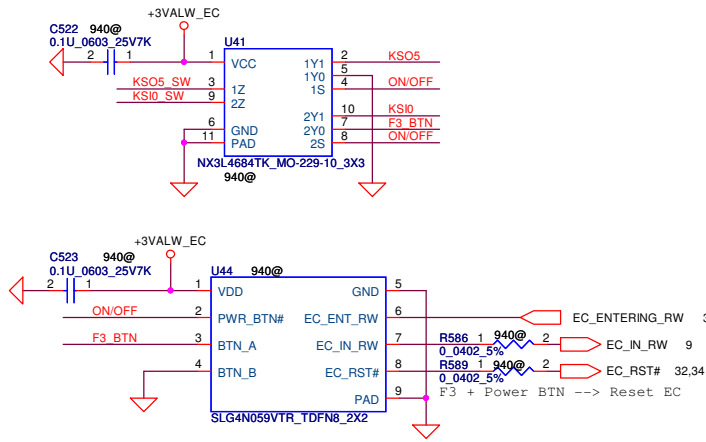 +3VALW_EC
C522 940@
0.1U_0603_25V7K
2 1
U41
1 VCC 1Y1 2 KSO5
1Y0 5
KSO5_SW 3 1Z 1S 4 ON/OFF
KSI0_SW 9 2Z
2Y1 10 KSI0
6 GND 2Y0 7 F3_BTN
11 PAD 2S 8 ON/OFF
NX3L4684TK_MO-229-10_3X3
940@
+3VALW_EC
C523 940@
0.1U_0603_25V7K
2 1
U44 940@
1 VDD GND 5
ON/OFF 2 PWR_BTN# EC_ENT_RW 6 EC_ENTERING_RW
F3_BTN 3 BTN_A EC_IN_RW 7 R586 1 940@ 2 EC_IN_RW 9
0_0402_5%
4 BTN_B EC_RST# 8 R589 1 940@ 2 EC_RST# 32,34
0_0402_5%
PAD 9 F3 + Power BTN --> Reset EC
SLG4N059VTR_TDFN8_2X2